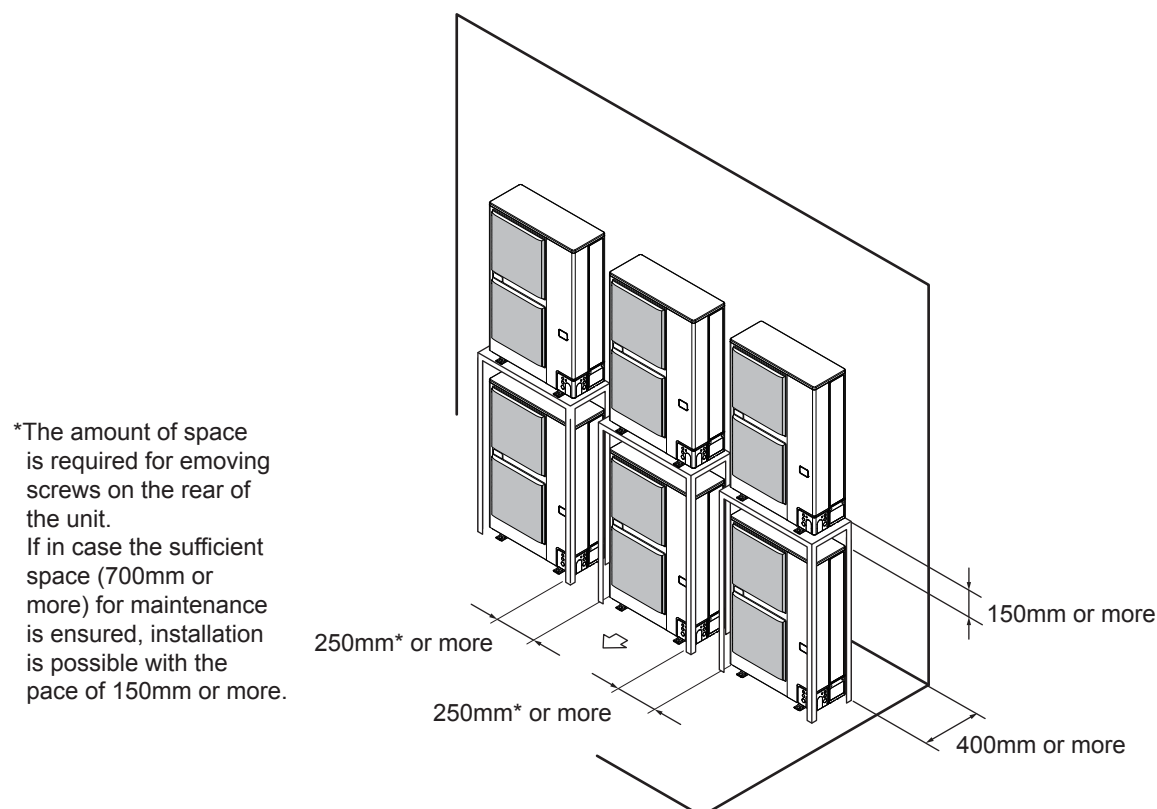 *The amount of space
is required for emoving
screws on the rear of
the unit.
If in case the sufficient
space (700mm or
more) for maintenance
is ensured, installation
is possible with the
pace of 150mm or more.
250mm* or more
250mm* or more
150mm or more
400mm or more